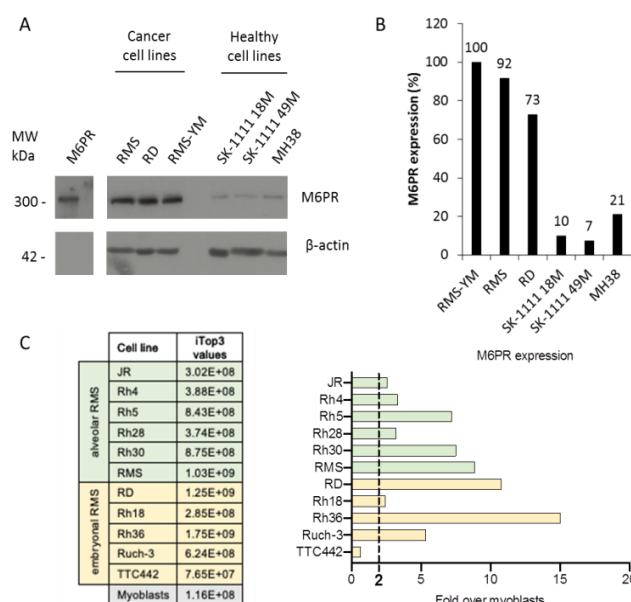 A
Cancer
cell lines
Healthy
cell lines
MW
kDa
M6PR
RMS
RD
RMS-YM
SK-1111 18M
SK-1111 49M
MH38
300 -
M6PR
42 -
β-actin
B
M6PR expression (%)
120
100
80
60
40
20
0
100
92
73
10
7
21
RMS-YM
RMS
RD
SK-1111 18M
SK-1111 49M
MH38
C
Cell line iTop3 values
alveolar RMS
JR 3.02E+08
Rh4 3.88E+08
Rh5 8.43E+08
Rh28 3.74E+08
Rh30 8.75E+08
RMS 1.03E+09
embryonal RMS
RD 1.25E+09
Rh18 2.85E+08
Rh36 1.75E+09
Ruch-3 6.24E+08
TTC442 7.65E+07
Myoblasts 1.16E+08
M6PR expression
JR
Rh4
Rh5
Rh28
Rh30
RMS
RD
Rh18
Rh36
Ruch-3
TTC442
0 2 5 10 15 20
Fold over myoblasts